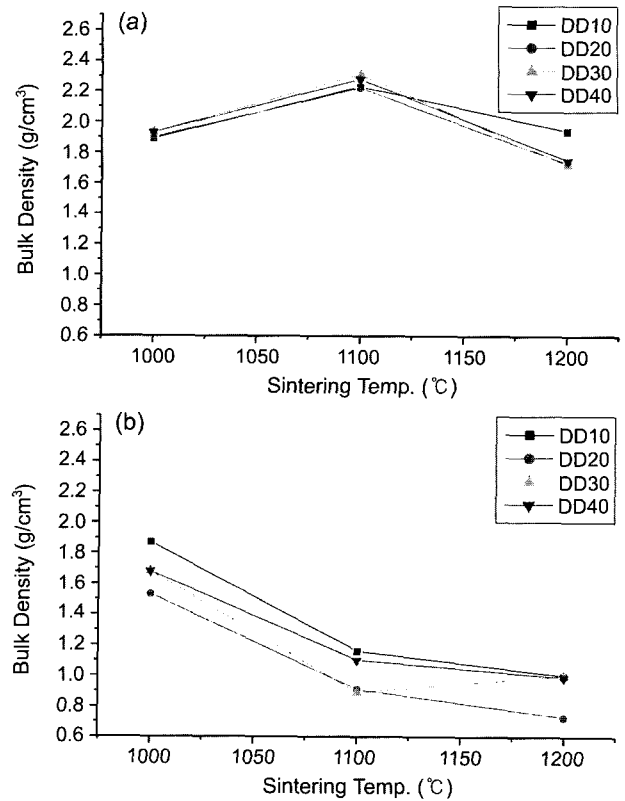 (a)
DD10
DD20
DD30
DD40
2.6
2.4
2.2
2.0
1.8
1.6
1.4
1.2
1.0
0.8
0.6
Bulk Density (g/cm³)
1000 1050 1100 1150 1200
Sintering Temp. (℃)
(b)
DD10
DD20
DD30
DD40
2.6
2.4
2.2
2.0
1.8
1.6
1.4
1.2
1.0
0.8
0.6
Bulk Density (g/cm³)
1000 1050 1100 1150 1200
Sintering Temp. (℃)